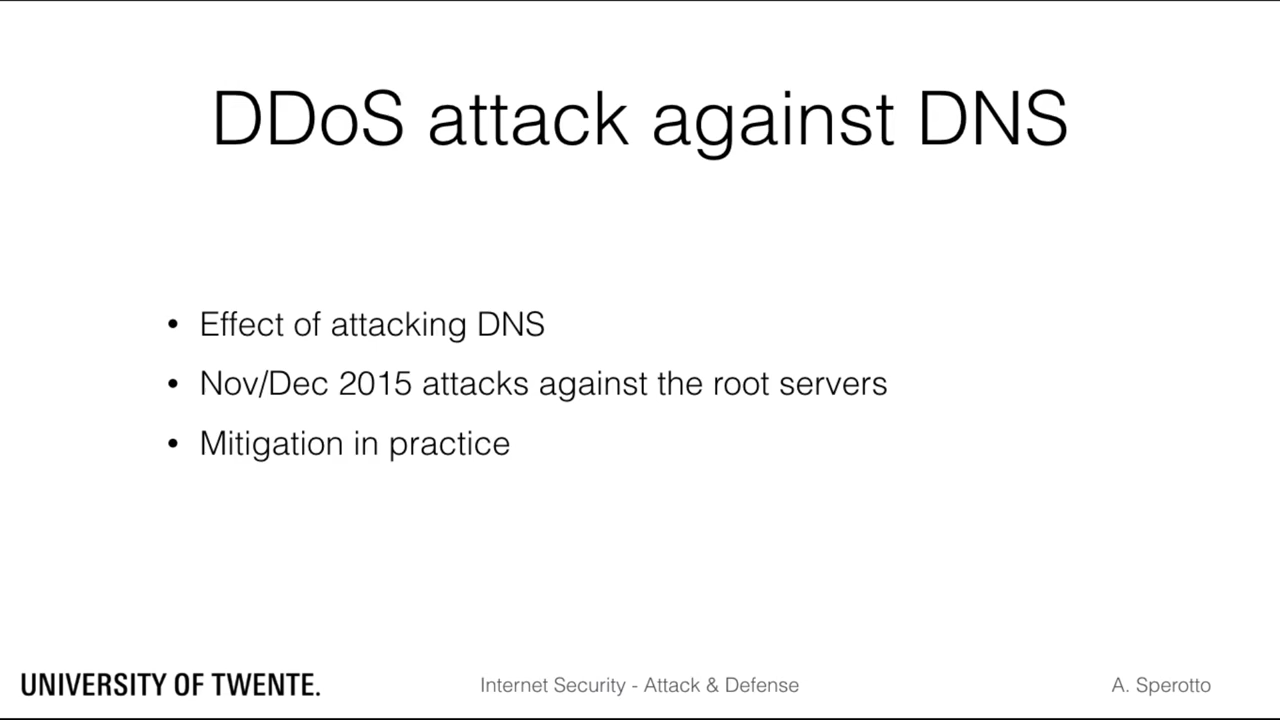 DDoS attack against DNS
• Effect of attacking DNS
• Nov/Dec 2015 attacks against the root servers
• Mitigation in practice
UNIVERSITY OF TWENTE.
Internet Security - Attack & Defense
A. Sperotto